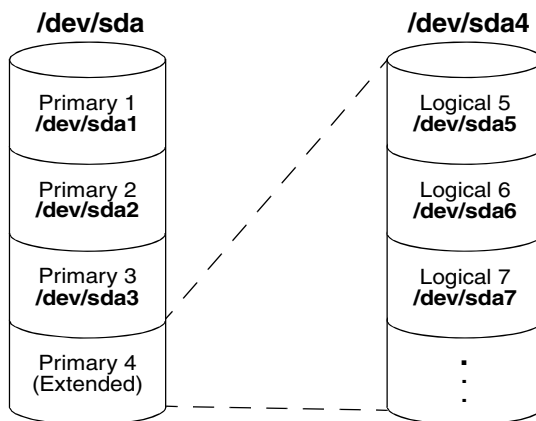 /dev/sda
Primary 1
/dev/sda1
Primary 2
/dev/sda2
Primary 3
/dev/sda3
Primary 4
(Extended)
/dev/sda4
Logical 5
/dev/sda5
Logical 6
/dev/sda6
Logical 7
/dev/sda7